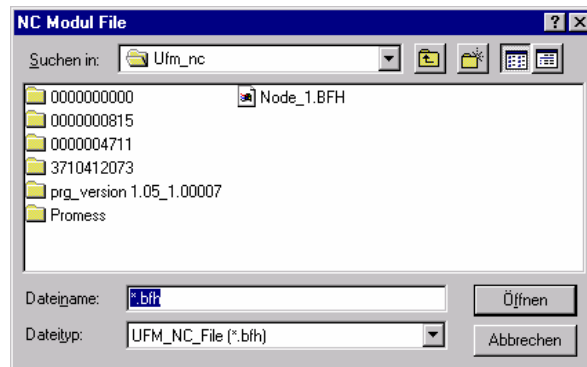 NC Modul File
Suchen in: Ufm_nc
0000000000 Node_1.BFH
0000000815
0000004711
3710412073
prg_version 1.05_1.00007
Promess
Dateiname: *.bfh Öffnen
Dateityp: UFM_NC_File (*.bfh) Abbrechen